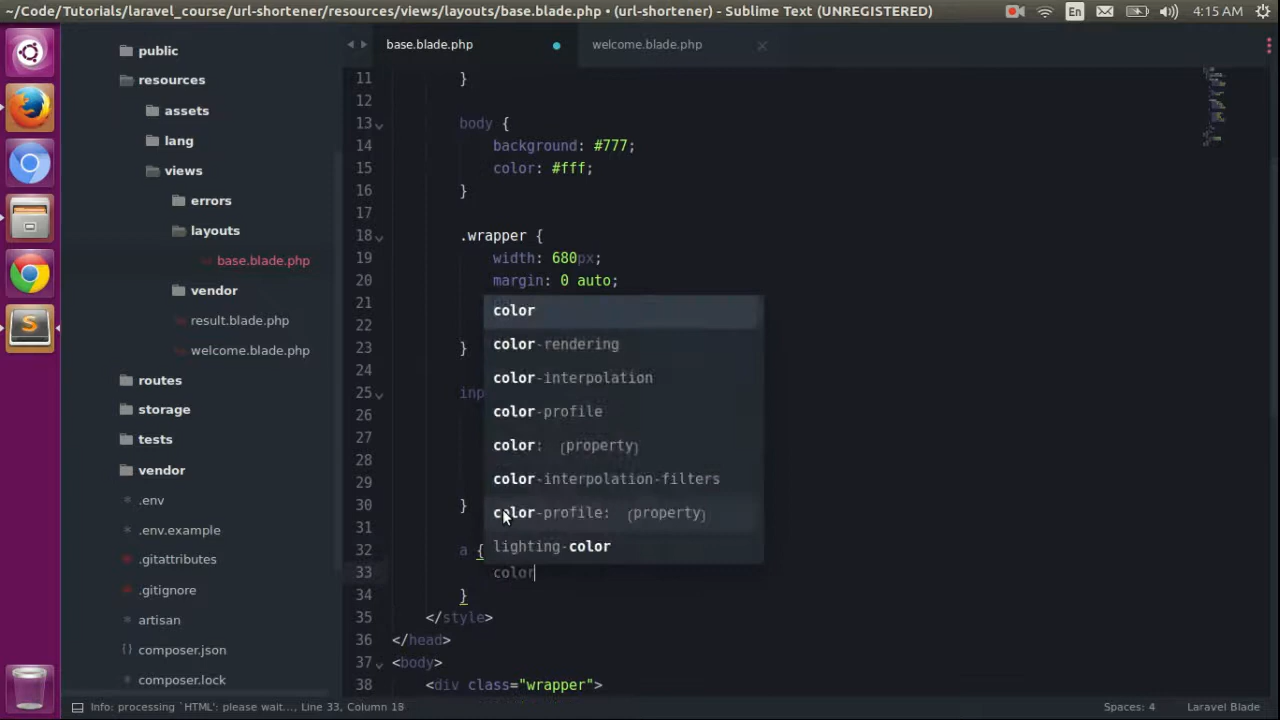 ~/Code/Tutorials/laravel_course/url-shortener/resources/views/layouts/base.blade.php • (url-shortener) - Sublime Text (UNREGISTERED)
En
4:15 AM
public
resources
assets
lang
views
errors
layouts
base.blade.php
vendor
result.blade.php
welcome.blade.php
routes
storage
tests
vendor
.env
.env.example
.gitattributes
.gitignore
artisan
composer.json
composer.lock
base.blade.php
welcome.blade.php
11 }
12
13 body {
14 background: #777;
15 color: #fff;
16 }
17
18 .wrapper {
19 width: 680px;
20 margin: 0 auto;
21
22
23 }
24
25 inp
26
27
28
29
30 }
31
32 a {
33 color
34 }
35 </style>
36 </head>
37 <body>
38 <div class="wrapper">
color
color-rendering
color-interpolation
color-profile
color: (property)
color-interpolation-filters
color-profile: (property)
lighting-color
Info: processing `HTML': please wait..., Line 33, Column 18
Spaces: 4
Laravel Blade